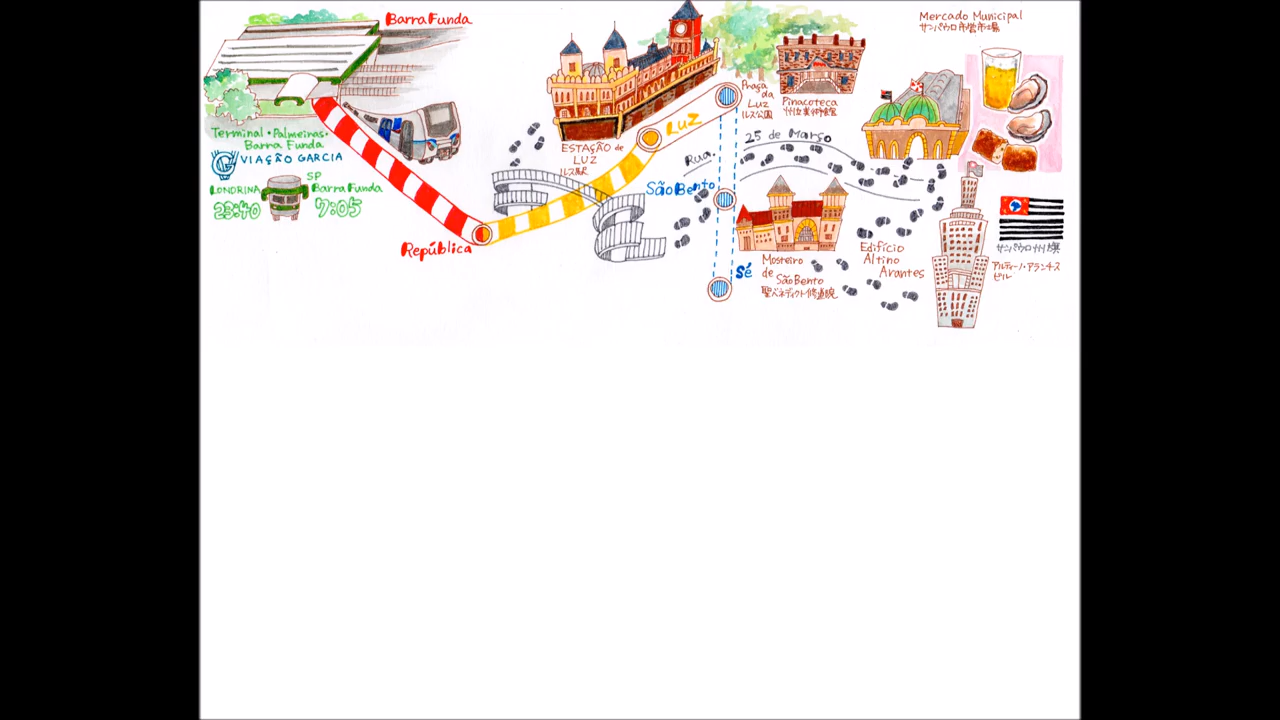 BarraFunda
Terminal・Palmeiras・
Barra Funda
VIAÇÃO GARCIA
LONDRINA
23:40
SP
BarraFunda
7:05
República
ESTAÇÃO de
LUZ
ルス駅
LUZ
Praça
da
Luz
ルス公園
Pinacoteca
州立美術館
Mercado Municipal
サンパウロ市営市場
Rua
25 de Março
São Bento
Sé
Mosteiro
de
São Bento
聖ベネディクト修道院
Edifício
Altino
Arantes
サンパウロ州旗
アルティーノ・アランチス
ビル